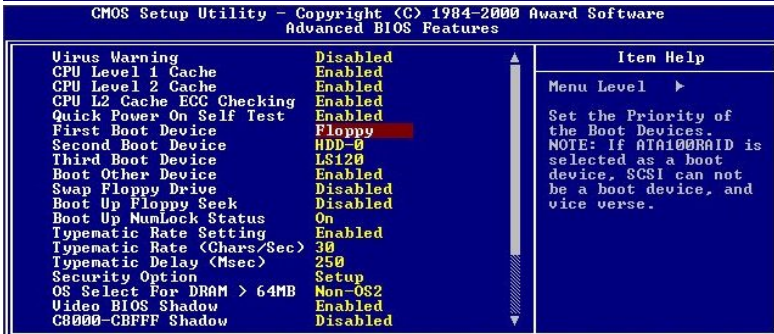 CMOS Setup Utility - Copyright (C) 1984-2000 Award Software
Advanced BIOS Features
Virus Warning Disabled
CPU Level 1 Cache Enabled
CPU Level 2 Cache Enabled
CPU L2 Cache ECC Checking Enabled
Quick Power On Self Test Enabled
First Boot Device Floppy
Second Boot Device HDD-0
Third Boot Device LS120
Boot Other Device Enabled
Swap Floppy Drive Disabled
Boot Up Floppy Seek Disabled
Boot Up NumLock Status On
Typematic Rate Setting Enabled
Typematic Rate (Chars/Sec) 30
Typematic Delay (Msec) 250
Security Option Setup
OS Select For DRAM > 64MB Non-OS2
Video BIOS Shadow Enabled
C8000-CBFFF Shadow Disabled
Item Help
Menu Level ▶
Set the Priority of
the Boot Devices.
NOTE: If ATA100RAID is
selected as a boot
device, SCSI can not
be a boot device, and
vice verse.